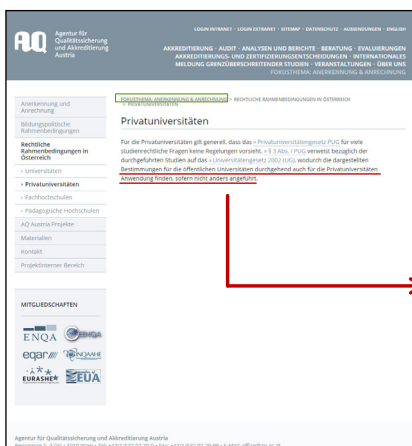 AQ
Agentur für
Qualitätssicherung
und Akkreditierung
Austria
LOGIN INTRANET · LOGIN EXTRANET · SITEMAP · DATENSCHUTZ · AUSSENDUNGEN · ENGLISH
AKKREDITIERUNG · AUDIT · ANALYSEN UND BERICHTE · BERATUNG · EVALUIERUNGEN
AKKREDITIERUNGS- UND ZERTIFIZIERUNGSENTSCHEIDUNGEN · INTERNATIONALES
MELDUNG GRENZÜBERSCHREITENDER STUDIEN · VERANSTALTUNGEN · ÜBER UNS
FOKUSTHEMA: ANERKENNUNG & ANRECHNUNG
Anerkennung und
Anrechnung
Bildungspolitische
Rahmenbedingungen
Rechtliche
Rahmenbedingungen in
Österreich
› Universitäten
› Privatuniversitäten
› Fachhochschulen
› Pädagogische Hochschulen
AQ Austria Projekte
Materialien
Kontakt
Projektinterner Bereich
FOKUSTHEMA: ANERKENNUNG & ANRECHNUNG » RECHTLICHE RAHMENBEDINGUNGEN IN ÖSTERREICH
» PRIVATUNIVERSITÄTEN
Privatuniversitäten
Für die Privatuniversitäten gilt generell, dass das » Privatuniversitätengesetz PUG für viele
studienrechtliche Fragen keine Regelungen vorsieht. » § 3 Abs. / PUG verweist bezüglich der
durchgeführten Studien auf das » Universitätengesetz 2002 (UG), wodurch die dargestellten
Bestimmungen für die öffentlichen Universitäten durchgehend auch für die Privatuniversitäten
Anwendung finden, sofern nicht anders angeführt.
MITGLIEDSCHAFTEN
ENQA
CEENQA
eqar
INQAAHE
EURASHE
EUA
Agentur für Qualitätssicherung und Akkreditierung Austria